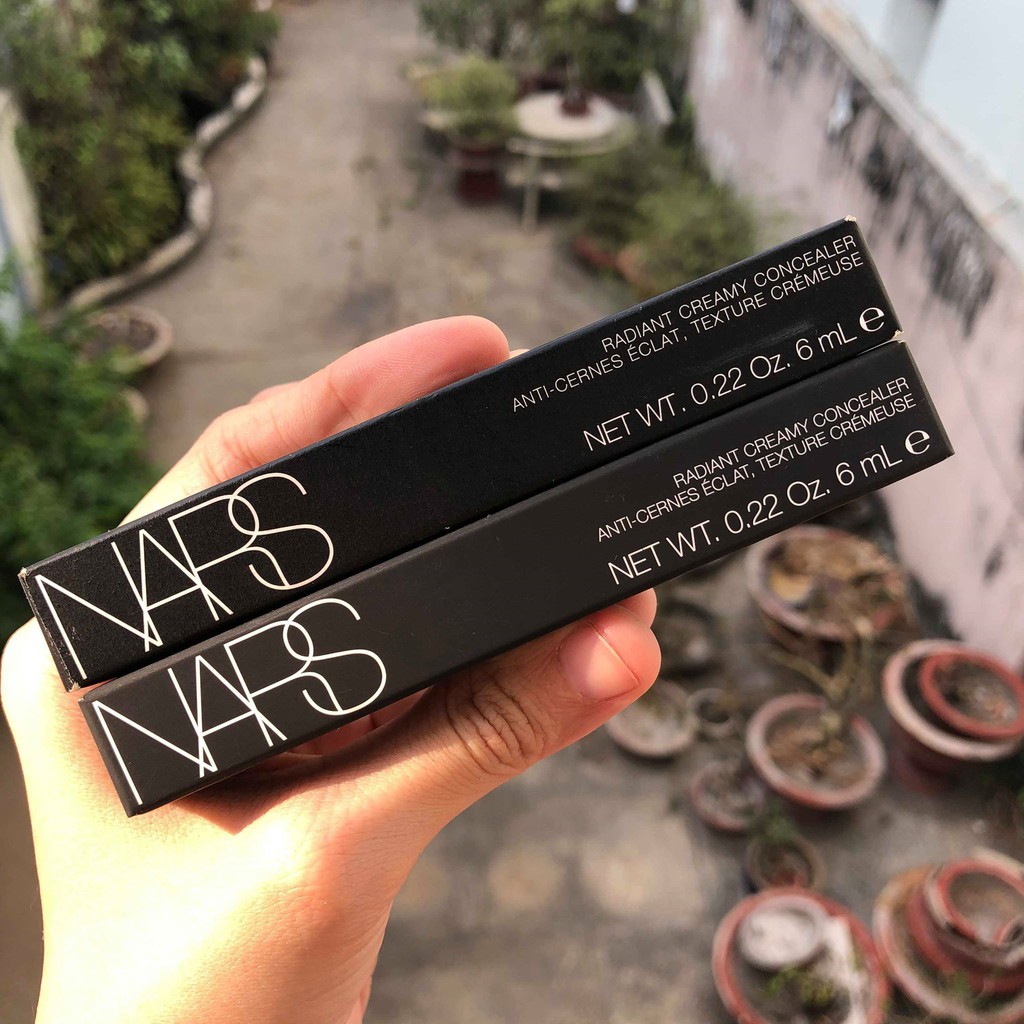 NARS
RADIANT CREAMY CONCEALER
ANTI-CERNES ÉCLAT, TEXTURE CRÉMEUSE
NET WT. 0.22 Oz. 6 mL e
NARS
RADIANT CREAMY CONCEALER
ANTI-CERNES ÉCLAT, TEXTURE CRÉMEUSE
NET WT. 0.22 Oz. 6 mL e